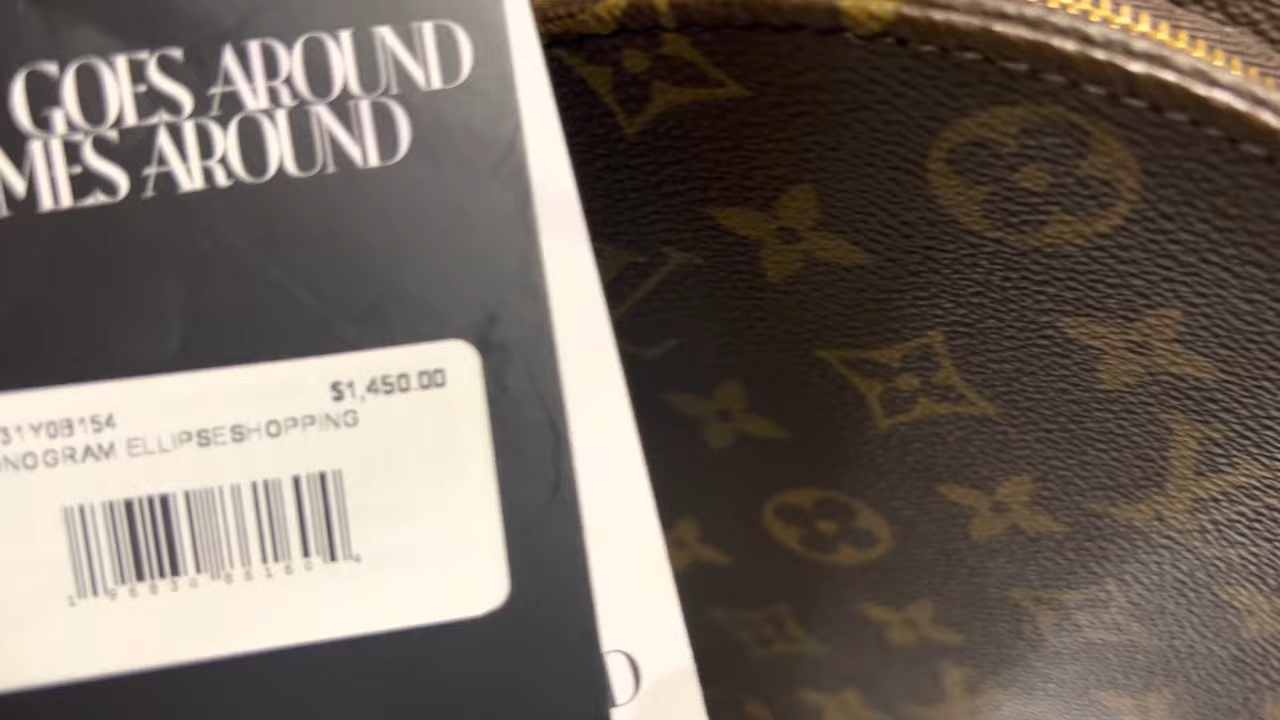 GOES AROUND
MES AROUND
$1,450.00
31Y0B154
NOGRAM ELLIPSESHOPPING
D